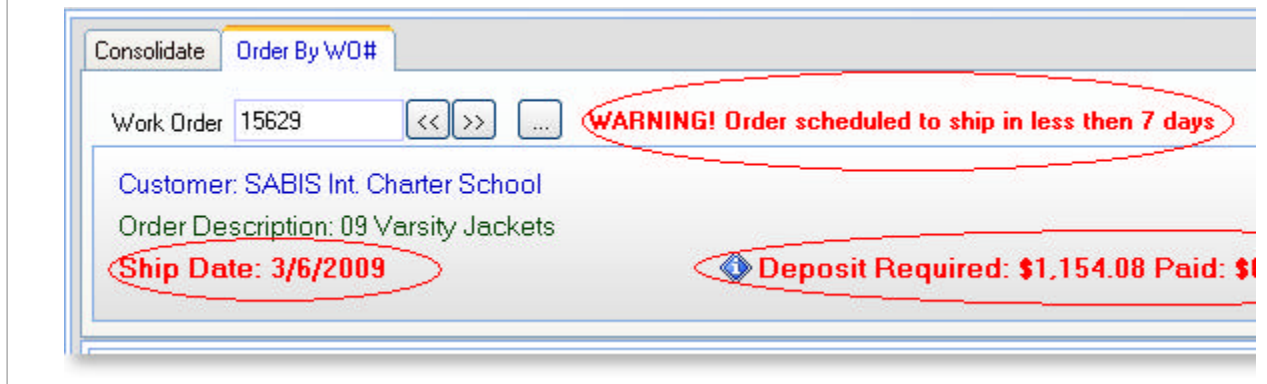 Consolidate Order By WO#
Work Order 15629 << >> ... WARNING! Order scheduled to ship in less then 7 days
Customer: SABIS Int. Charter School
Order Description: 09 Varsity Jackets
Ship Date: 3/6/2009 Deposit Required: $1,154.08 Paid: